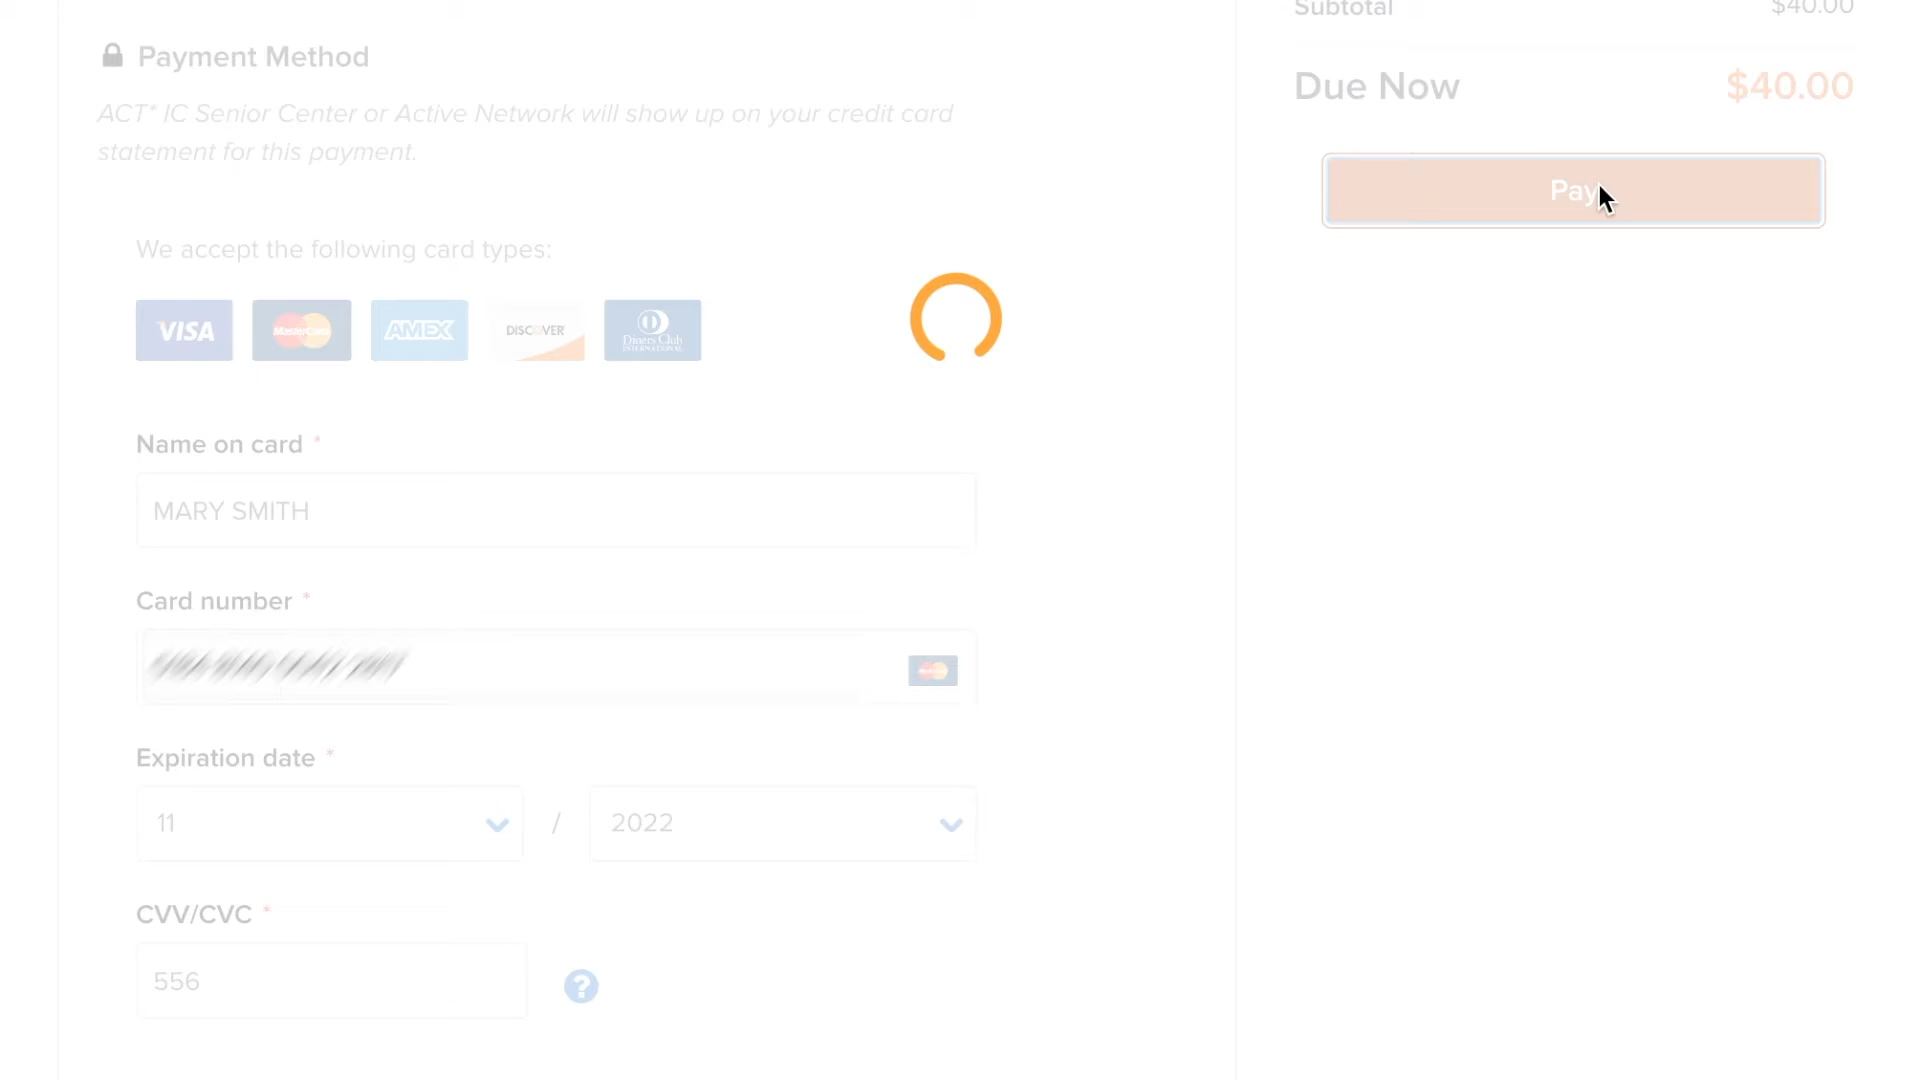 Subtotal $40.00
Payment Method
Due Now $40.00
ACT* IC Senior Center or Active Network will show up on your credit card
statement for this payment.
Pay
We accept the following card types:
VISA MasterCard AMEX DISCOVER Diners Club
INTERNATIONAL
Name on card *
MARY SMITH
Card number *
Expiration date *
11 / 2022
CVV/CVC *
556 ?